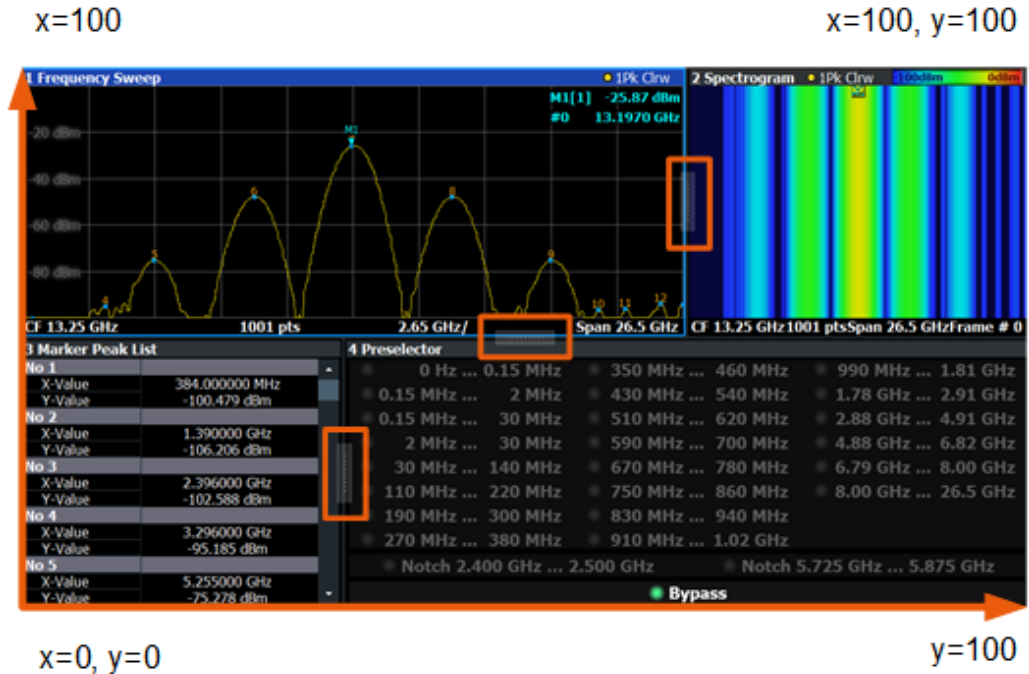 x=100
x=100, y=100
1 Frequency Sweep
1Pk Clrw
2 Spectrogram
1Pk Clrw
-100dBm
0dBm
M1[1] -25.87 dBm
#0 13.1970 GHz
M1
-20 dBm
-40 dBm
6
8
-60 dBm
5
9
-80 dBm
4
10
11
12
CF 13.25 GHz
1001 pts
2.65 GHz/
Span 26.5 GHz
CF 13.25 GHz 1001 pts Span 26.5 GHz Frame # 0
3 Marker Peak List
4 Preselector
No 1
X-Value 384.000000 MHz
Y-Value -100.479 dBm
No 2
X-Value 1.390000 GHz
Y-Value -106.206 dBm
No 3
X-Value 2.396000 GHz
Y-Value -102.588 dBm
No 4
X-Value 3.296000 GHz
Y-Value -95.185 dBm
No 5
X-Value 5.255000 GHz
Y-Value -75.278 dBm
0 Hz ... 0.15 MHz
350 MHz ... 460 MHz
990 MHz ... 1.81 GHz
0.15 MHz ... 2 MHz
430 MHz ... 540 MHz
1.78 GHz ... 2.91 GHz
0.15 MHz ... 30 MHz
510 MHz ... 620 MHz
2.88 GHz ... 4.91 GHz
2 MHz ... 30 MHz
590 MHz ... 700 MHz
4.88 GHz ... 6.82 GHz
30 MHz ... 140 MHz
670 MHz ... 780 MHz
6.79 GHz ... 8.00 GHz
110 MHz ... 220 MHz
750 MHz ... 860 MHz
8.00 GHz ... 26.5 GHz
190 MHz ... 300 MHz
830 MHz ... 940 MHz
270 MHz ... 380 MHz
910 MHz ... 1.02 GHz
Notch 2.400 GHz ... 2.500 GHz
Notch 5.725 GHz ... 5.875 GHz
Bypass
x=0, y=0
y=100